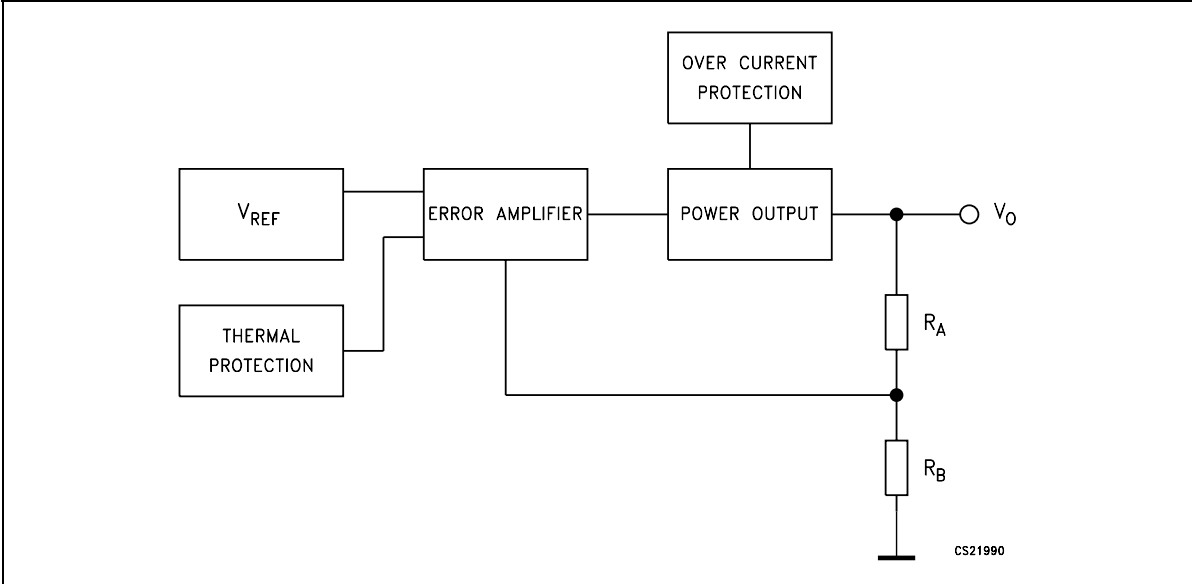 OVER CURRENT
PROTECTION
VREF
ERROR AMPLIFIER
POWER OUTPUT
VO
THERMAL
PROTECTION
RA
RB
CS21990